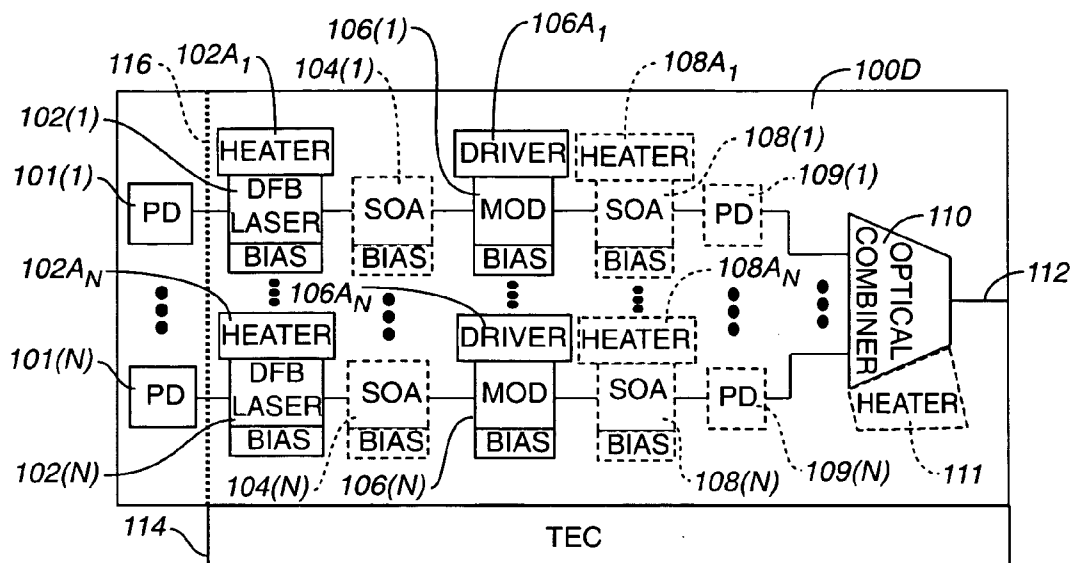 106(1) 106A1
102A1 104(1) 108A1
116 100D
102(1) HEATER DRIVER HEATER 108(1)
101(1) DFB 109(1)
PD LASER SOA MOD SOA PD 110
BIAS BIAS BIAS BIAS
102AN 106AN 108AN OPTICAL COMBINER 112
HEATER DRIVER HEATER
101(N) DFB
PD LASER SOA MOD SOA PD HEATER
BIAS BIAS BIAS BIAS
102(N) 104(N) 106(N) 108(N) 109(N) 111
114 TEC